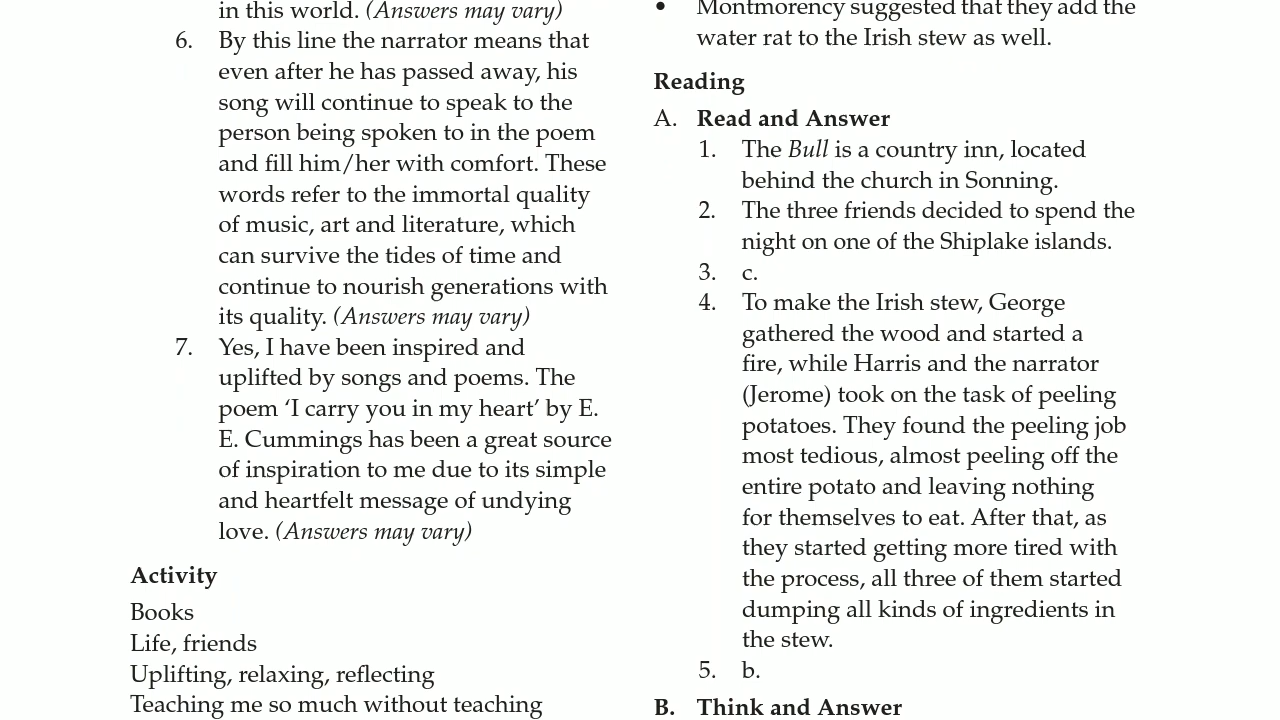 in this world. (Answers may vary)
6. By this line the narrator means that
even after he has passed away, his
song will continue to speak to the
person being spoken to in the poem
and fill him/her with comfort. These
words refer to the immortal quality
of music, art and literature, which
can survive the tides of time and
continue to nourish generations with
its quality. (Answers may vary)
7. Yes, I have been inspired and
uplifted by songs and poems. The
poem ‘I carry you in my heart’ by E.
E. Cummings has been a great source
of inspiration to me due to its simple
and heartfelt message of undying
love. (Answers may vary)
Activity
Books
Life, friends
Uplifting, relaxing, reflecting
Teaching me so much without teaching
• Montmorency suggested that they add the
water rat to the Irish stew as well.
Reading
A. Read and Answer
1. The Bull is a country inn, located
behind the church in Sonning.
2. The three friends decided to spend the
night on one of the Shiplake islands.
3. c.
4. To make the Irish stew, George
gathered the wood and started a
fire, while Harris and the narrator
(Jerome) took on the task of peeling
potatoes. They found the peeling job
most tedious, almost peeling off the
entire potato and leaving nothing
for themselves to eat. After that, as
they started getting more tired with
the process, all three of them started
dumping all kinds of ingredients in
the stew.
5. b.
B. Think and Answer